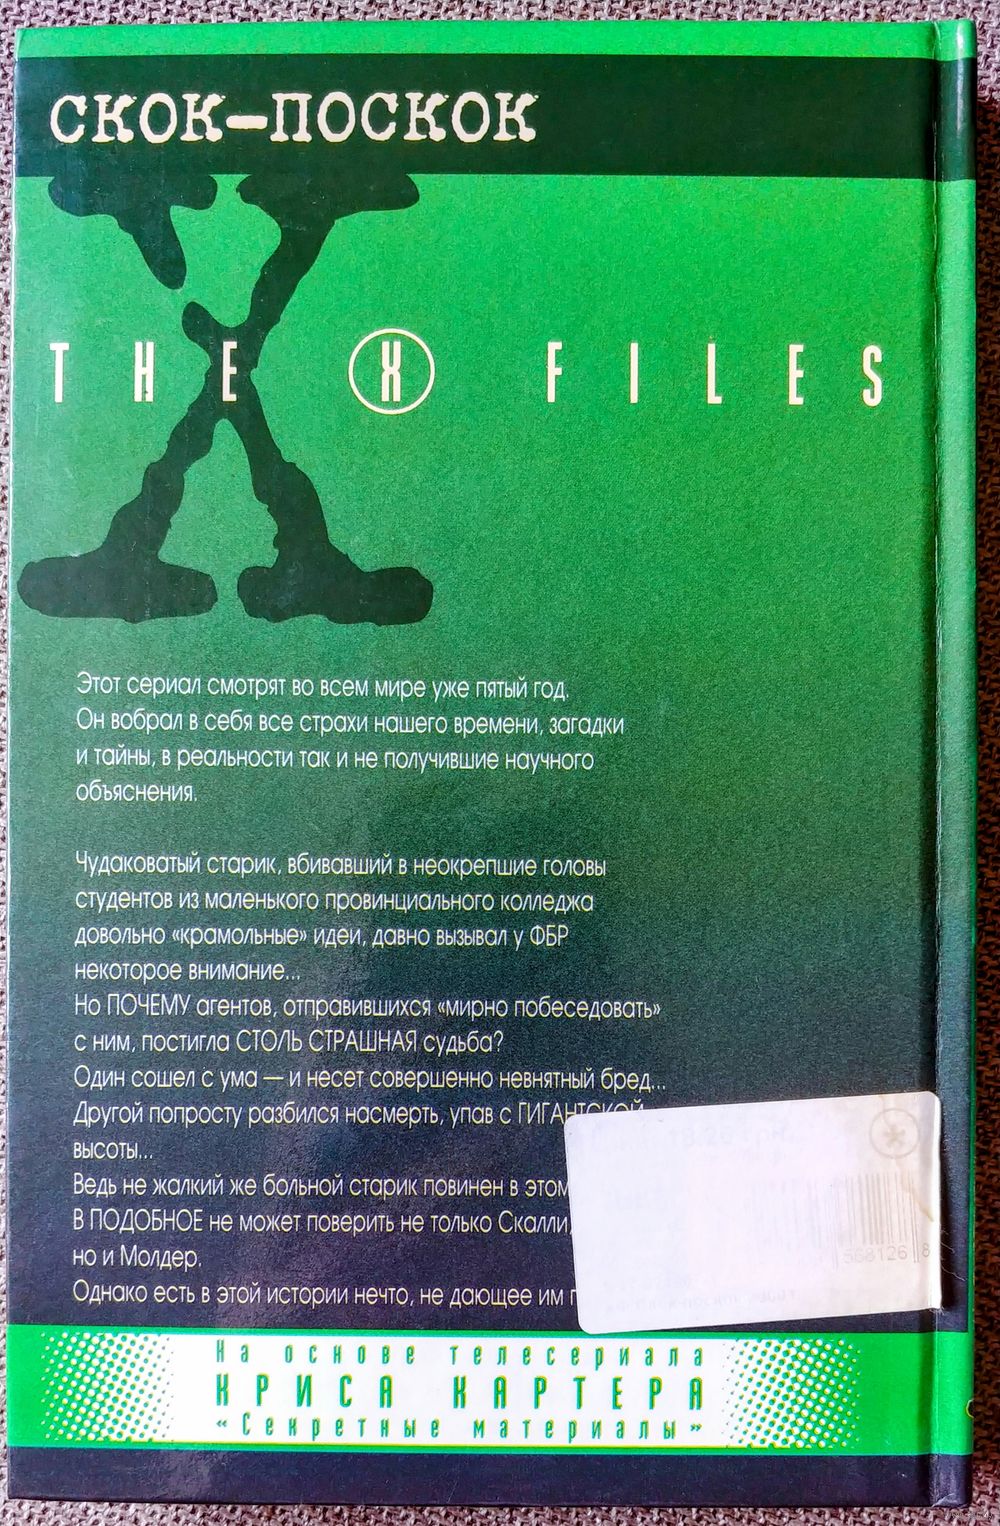 СКОК–ПОСКОК
THE X FILES
Этот сериал смотрят во всем мире уже пятый год.
Он вобрал в себя все страхи нашего времени, загадки
и тайны, в реальности так и не получившие научного
объяснения.
Чудаковатый старик, вбивавший в неокрепшие головы
студентов из маленького провинциального колледжа
довольно «крамольные» идеи, давно вызывал у ФБР
некоторое внимание...
Но ПОЧЕМУ агентов, отправившихся «мирно побеседовать»
с ним, постигла СТОЛЬ СТРАШНАЯ судьба?
Один сошел с ума — и несет совершенно невнятный бред...
Другой попросту разбился насмерть, упав с ГИГАНТСКОЙ
высоты...
Ведь не жалкий же больной старик повинен в этом
В ПОДОБНОЕ не может поверить не только Скалли,
но и Молдер.
Однако есть в этой истории нечто, не дающее им
568126 8
На основе телесериала
КРИСА КАРТЕРА
«Секретные материалы»